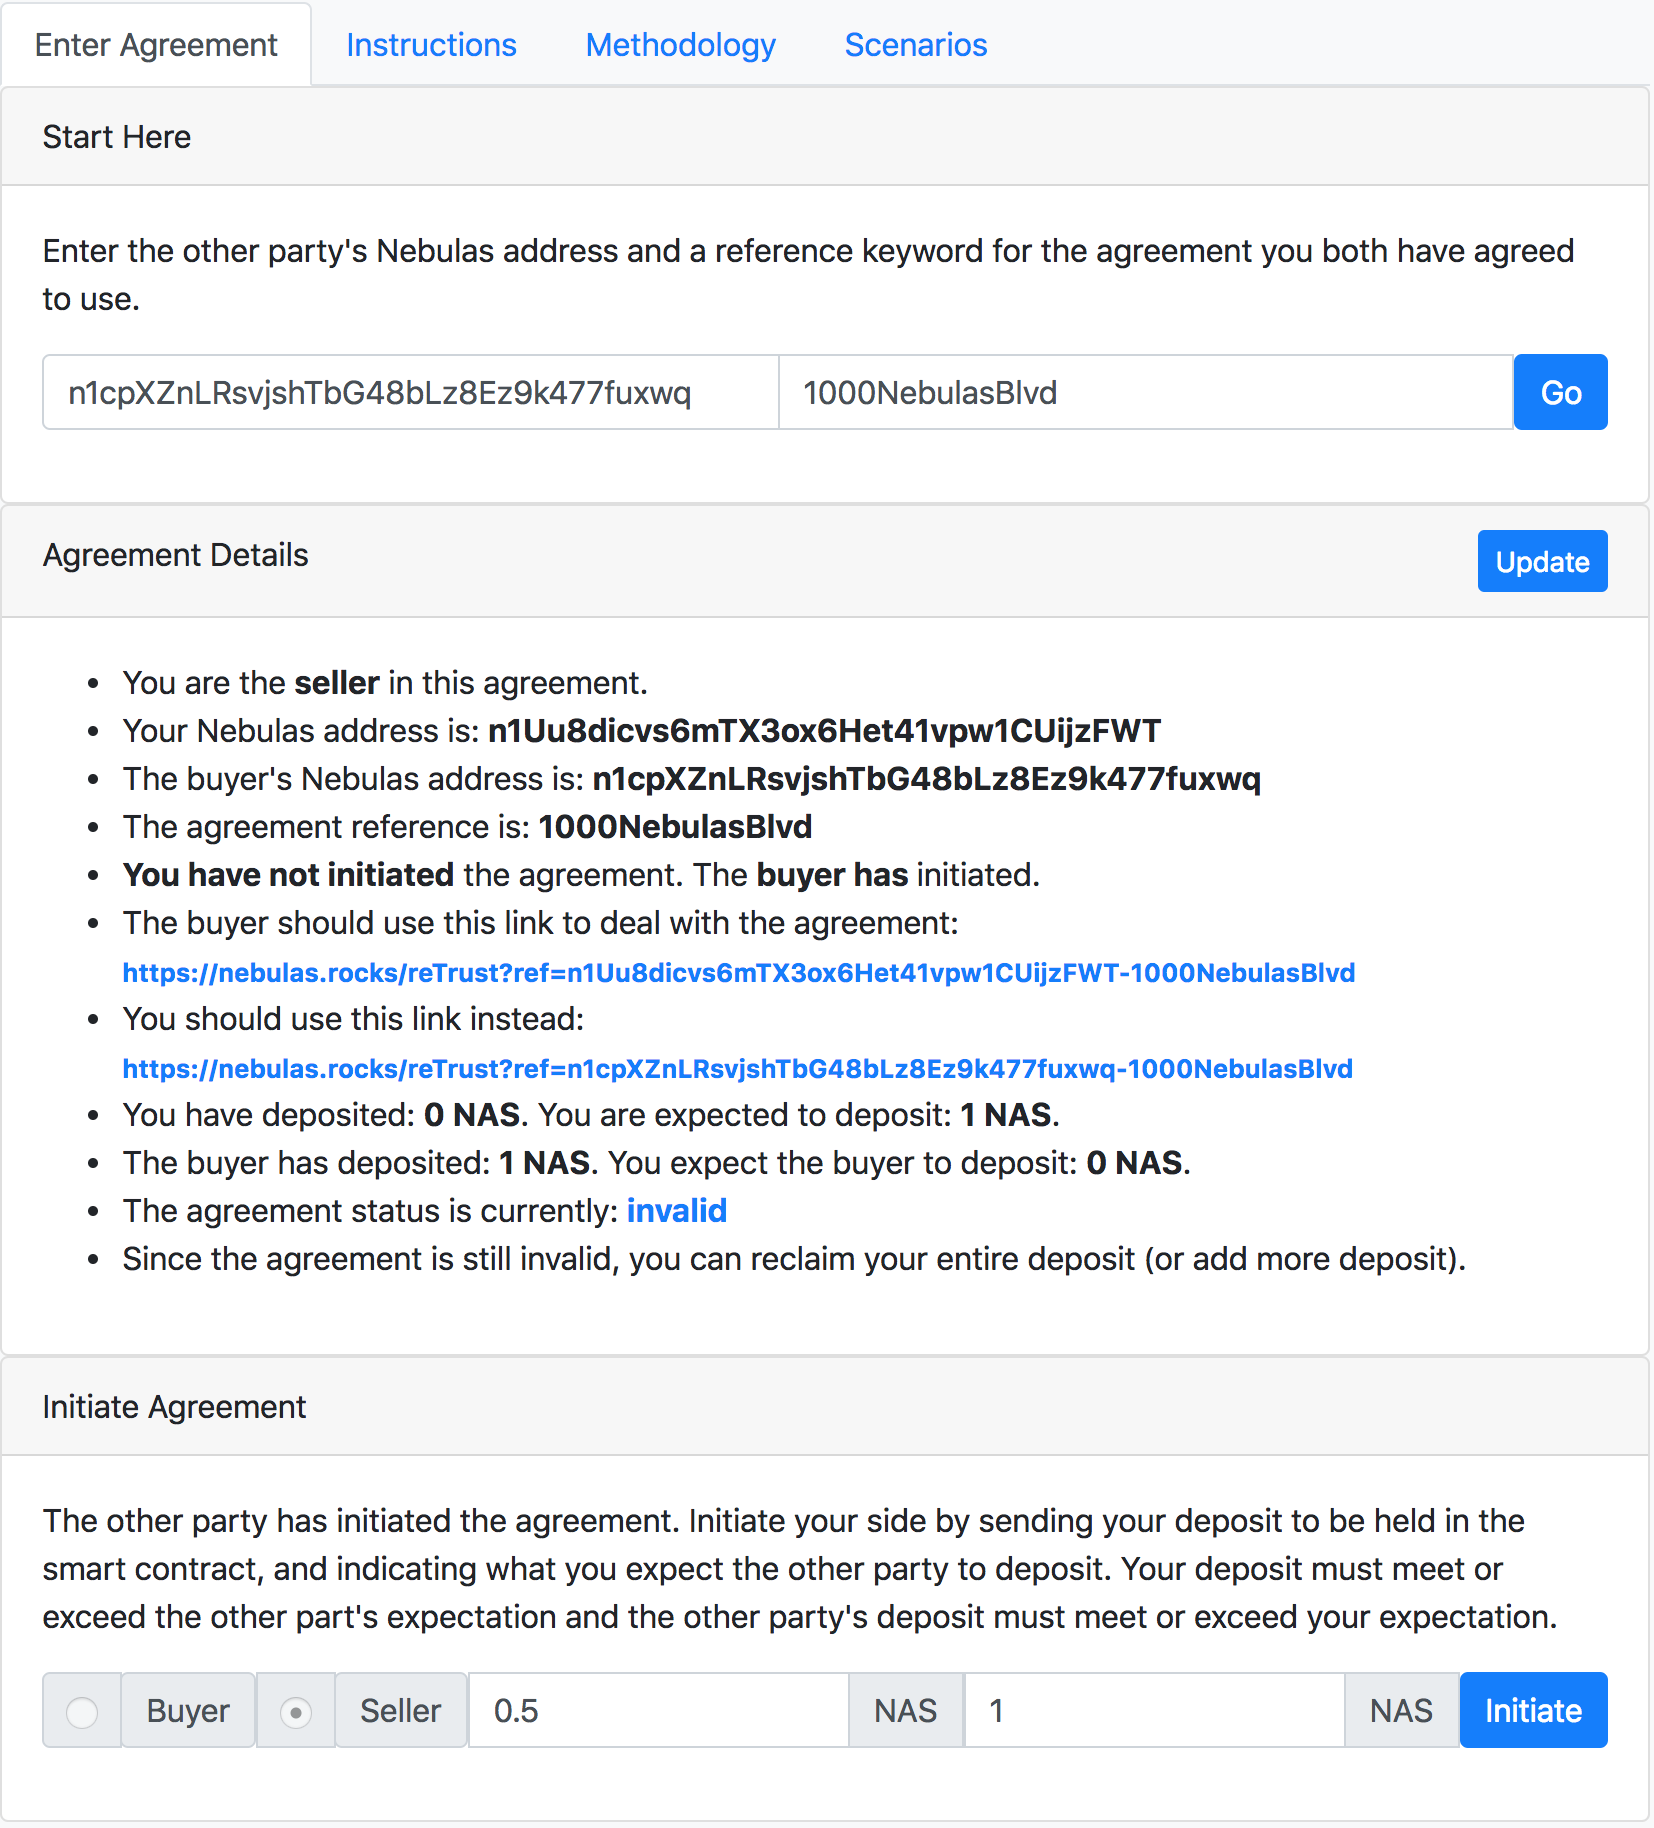 Enter Agreement Instructions Methodology Scenarios
Start Here
Enter the other party's Nebulas address and a reference keyword for the agreement you both have agreed
to use.
n1cpXZnLRsvjshTbG48bLz8Ez9k477fuxwq 1000NebulasBlvd Go
Agreement Details Update
You are the seller in this agreement.
Your Nebulas address is: n1Uu8dicvs6mTX3ox6Het41vpw1CUijzFWT
The buyer's Nebulas address is: n1cpXZnLRsvjshTbG48bLz8Ez9k477fuxwq
The agreement reference is: 1000NebulasBlvd
You have not initiated the agreement. The buyer has initiated.
The buyer should use this link to deal with the agreement:
https://nebulas.rocks/reTrust?ref=n1Uu8dicvs6mTX3ox6Het41vpw1CUijzFWT-1000NebulasBlvd
You should use this link instead:
https://nebulas.rocks/reTrust?ref=n1cpXZnLRsvjshTbG48bLz8Ez9k477fuxwq-1000NebulasBlvd
You have deposited: 0 NAS. You are expected to deposit: 1 NAS.
The buyer has deposited: 1 NAS. You expect the buyer to deposit: 0 NAS.
The agreement status is currently: invalid
Since the agreement is still invalid, you can reclaim your entire deposit (or add more deposit).
Initiate Agreement
The other party has initiated the agreement. Initiate your side by sending your deposit to be held in the
smart contract, and indicating what you expect the other party to deposit. Your deposit must meet or
exceed the other part's expectation and the other party's deposit must meet or exceed your expectation.
Buyer Seller 0.5 NAS 1 NAS Initiate